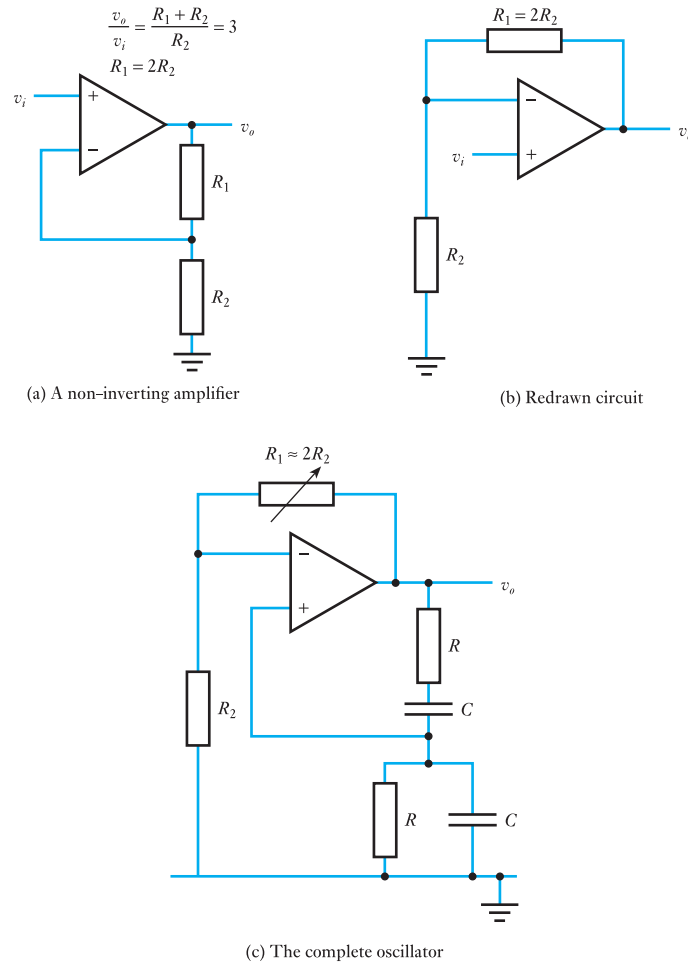 v_o/v_i = (R_1 + R_2)/R_2 = 3
R_1 = 2R_2
v_i
+
−
v_o
R_1
R_2
(a) A non–inverting amplifier
R_1 = 2R_2
−
v_i
+
R_2
(b) Redrawn circuit
R_1 ≈ 2R_2
−
+
v_o
R
C
R_2
R
C
(c) The complete oscillator